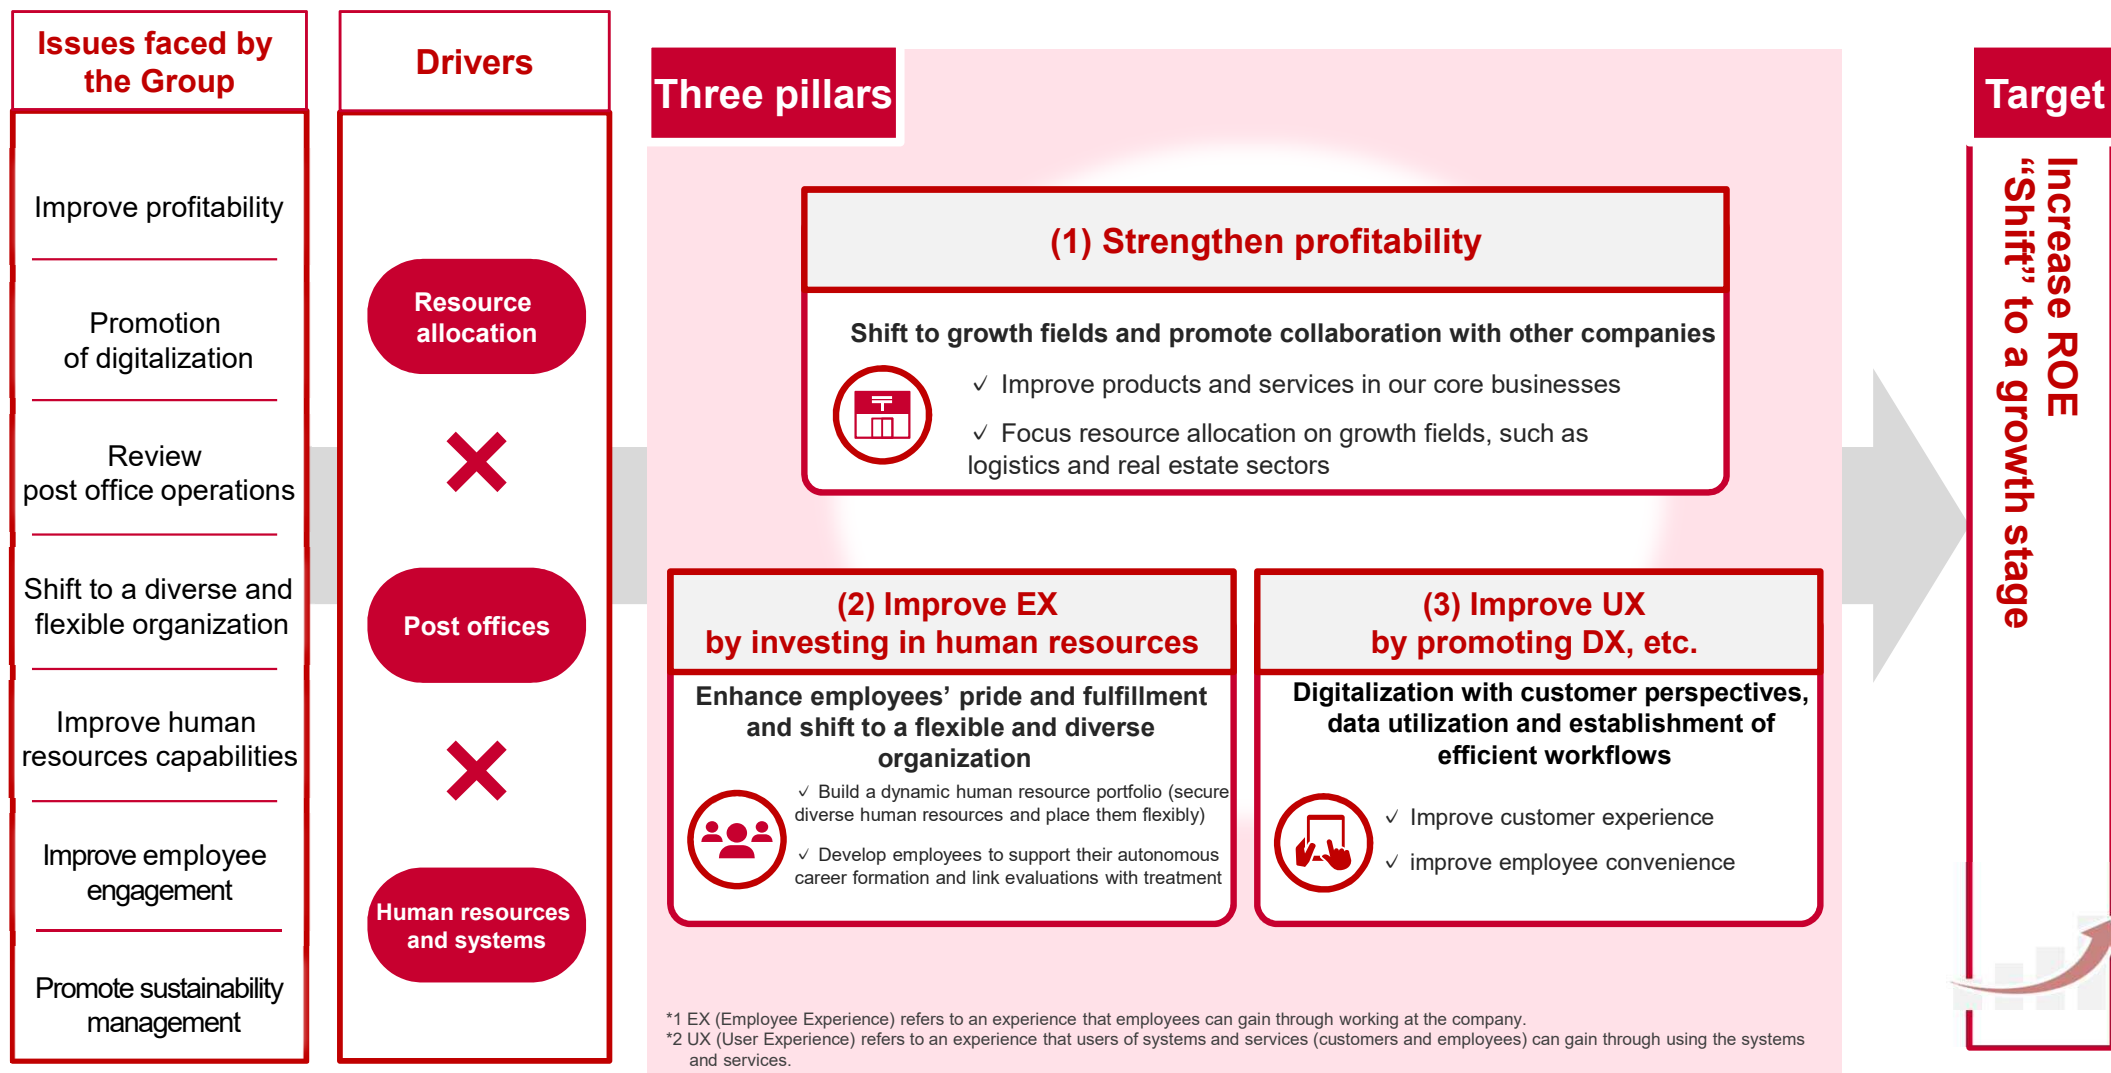 Issues faced by
the Group
Improve profitability
Promotion
of digitalization
Review
post office operations
Shift to a diverse and
flexible organization
Improve human
resources capabilities
Improve employee
engagement
Promote sustainability
management
Drivers
Resource
allocation
×
Post offices
×
Human resources
and systems
Three pillars
(1) Strengthen profitability
Shift to growth fields and promote collaboration with other companies
✓ Improve products and services in our core businesses
✓ Focus resource allocation on growth fields, such as
logistics and real estate sectors
(2) Improve EX
by investing in human resources
Enhance employees’ pride and fulfillment
and shift to a flexible and diverse
organization
✓ Build a dynamic human resource portfolio (secure
diverse human resources and place them flexibly)
✓ Develop employees to support their autonomous
career formation and link evaluations with treatment
(3) Improve UX
by promoting DX, etc.
Digitalization with customer perspectives,
data utilization and establishment of
efficient workflows
✓ Improve customer experience
✓ improve employee convenience
*1 EX (Employee Experience) refers to an experience that employees can gain through working at the company.
*2 UX (User Experience) refers to an experience that users of systems and services (customers and employees) can gain through using the systems
and services.
Target
Increase ROE
“Shift” to a growth stage